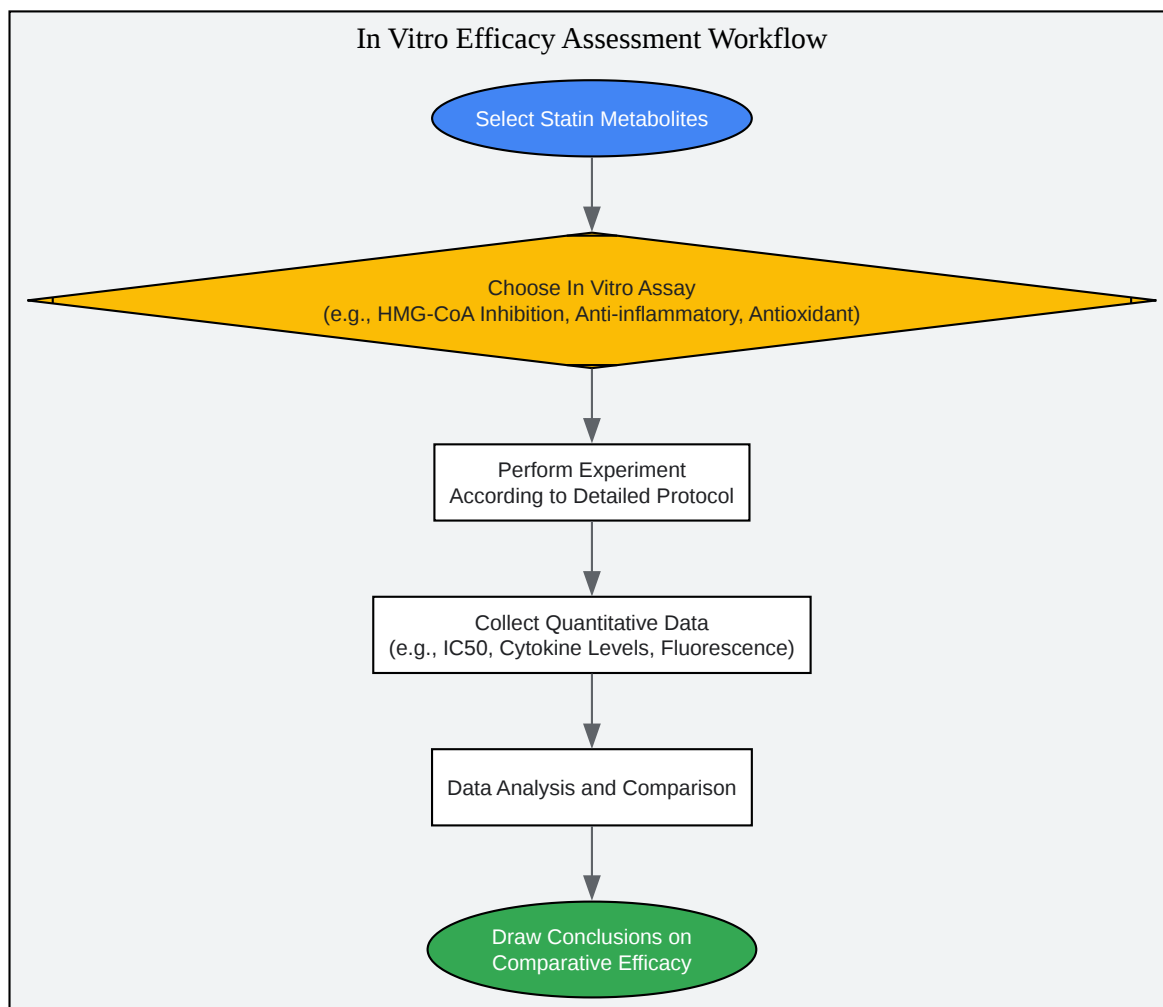 In Vitro Efficacy Assessment Workflow
Select Statin Metabolites
Choose In Vitro Assay
(e.g., HMG-CoA Inhibition, Anti-inflammatory, Antioxidant)
Perform Experiment
According to Detailed Protocol
Collect Quantitative Data
(e.g., IC50, Cytokine Levels, Fluorescence)
Data Analysis and Comparison
Draw Conclusions on
Comparative Efficacy